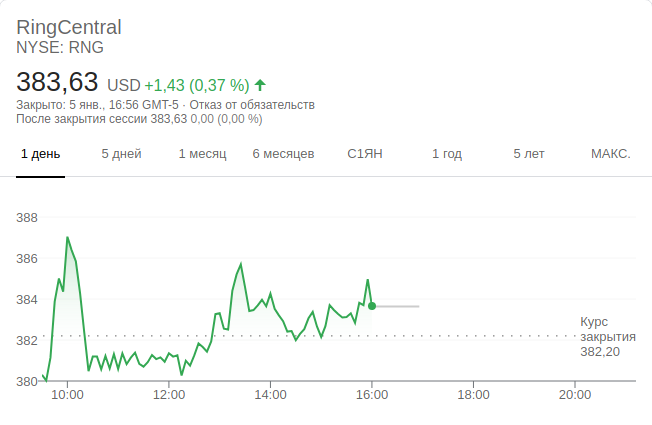 RingCentral
NYSE: RNG
383,63 USD +1,43 (0,37 %)
Закрыто: 5 янв., 16:56 GMT-5 · Отказ от обязательств
После закрытия сессии 383,63 0,00 (0,00 %)
1 день 5 дней 1 месяц 6 месяцев С1ЯН 1 год 5 лет МАКС.
388
386
384
Курс
382 закрытия
382,20
380
10:00 12:00 14:00 16:00 18:00 20:00